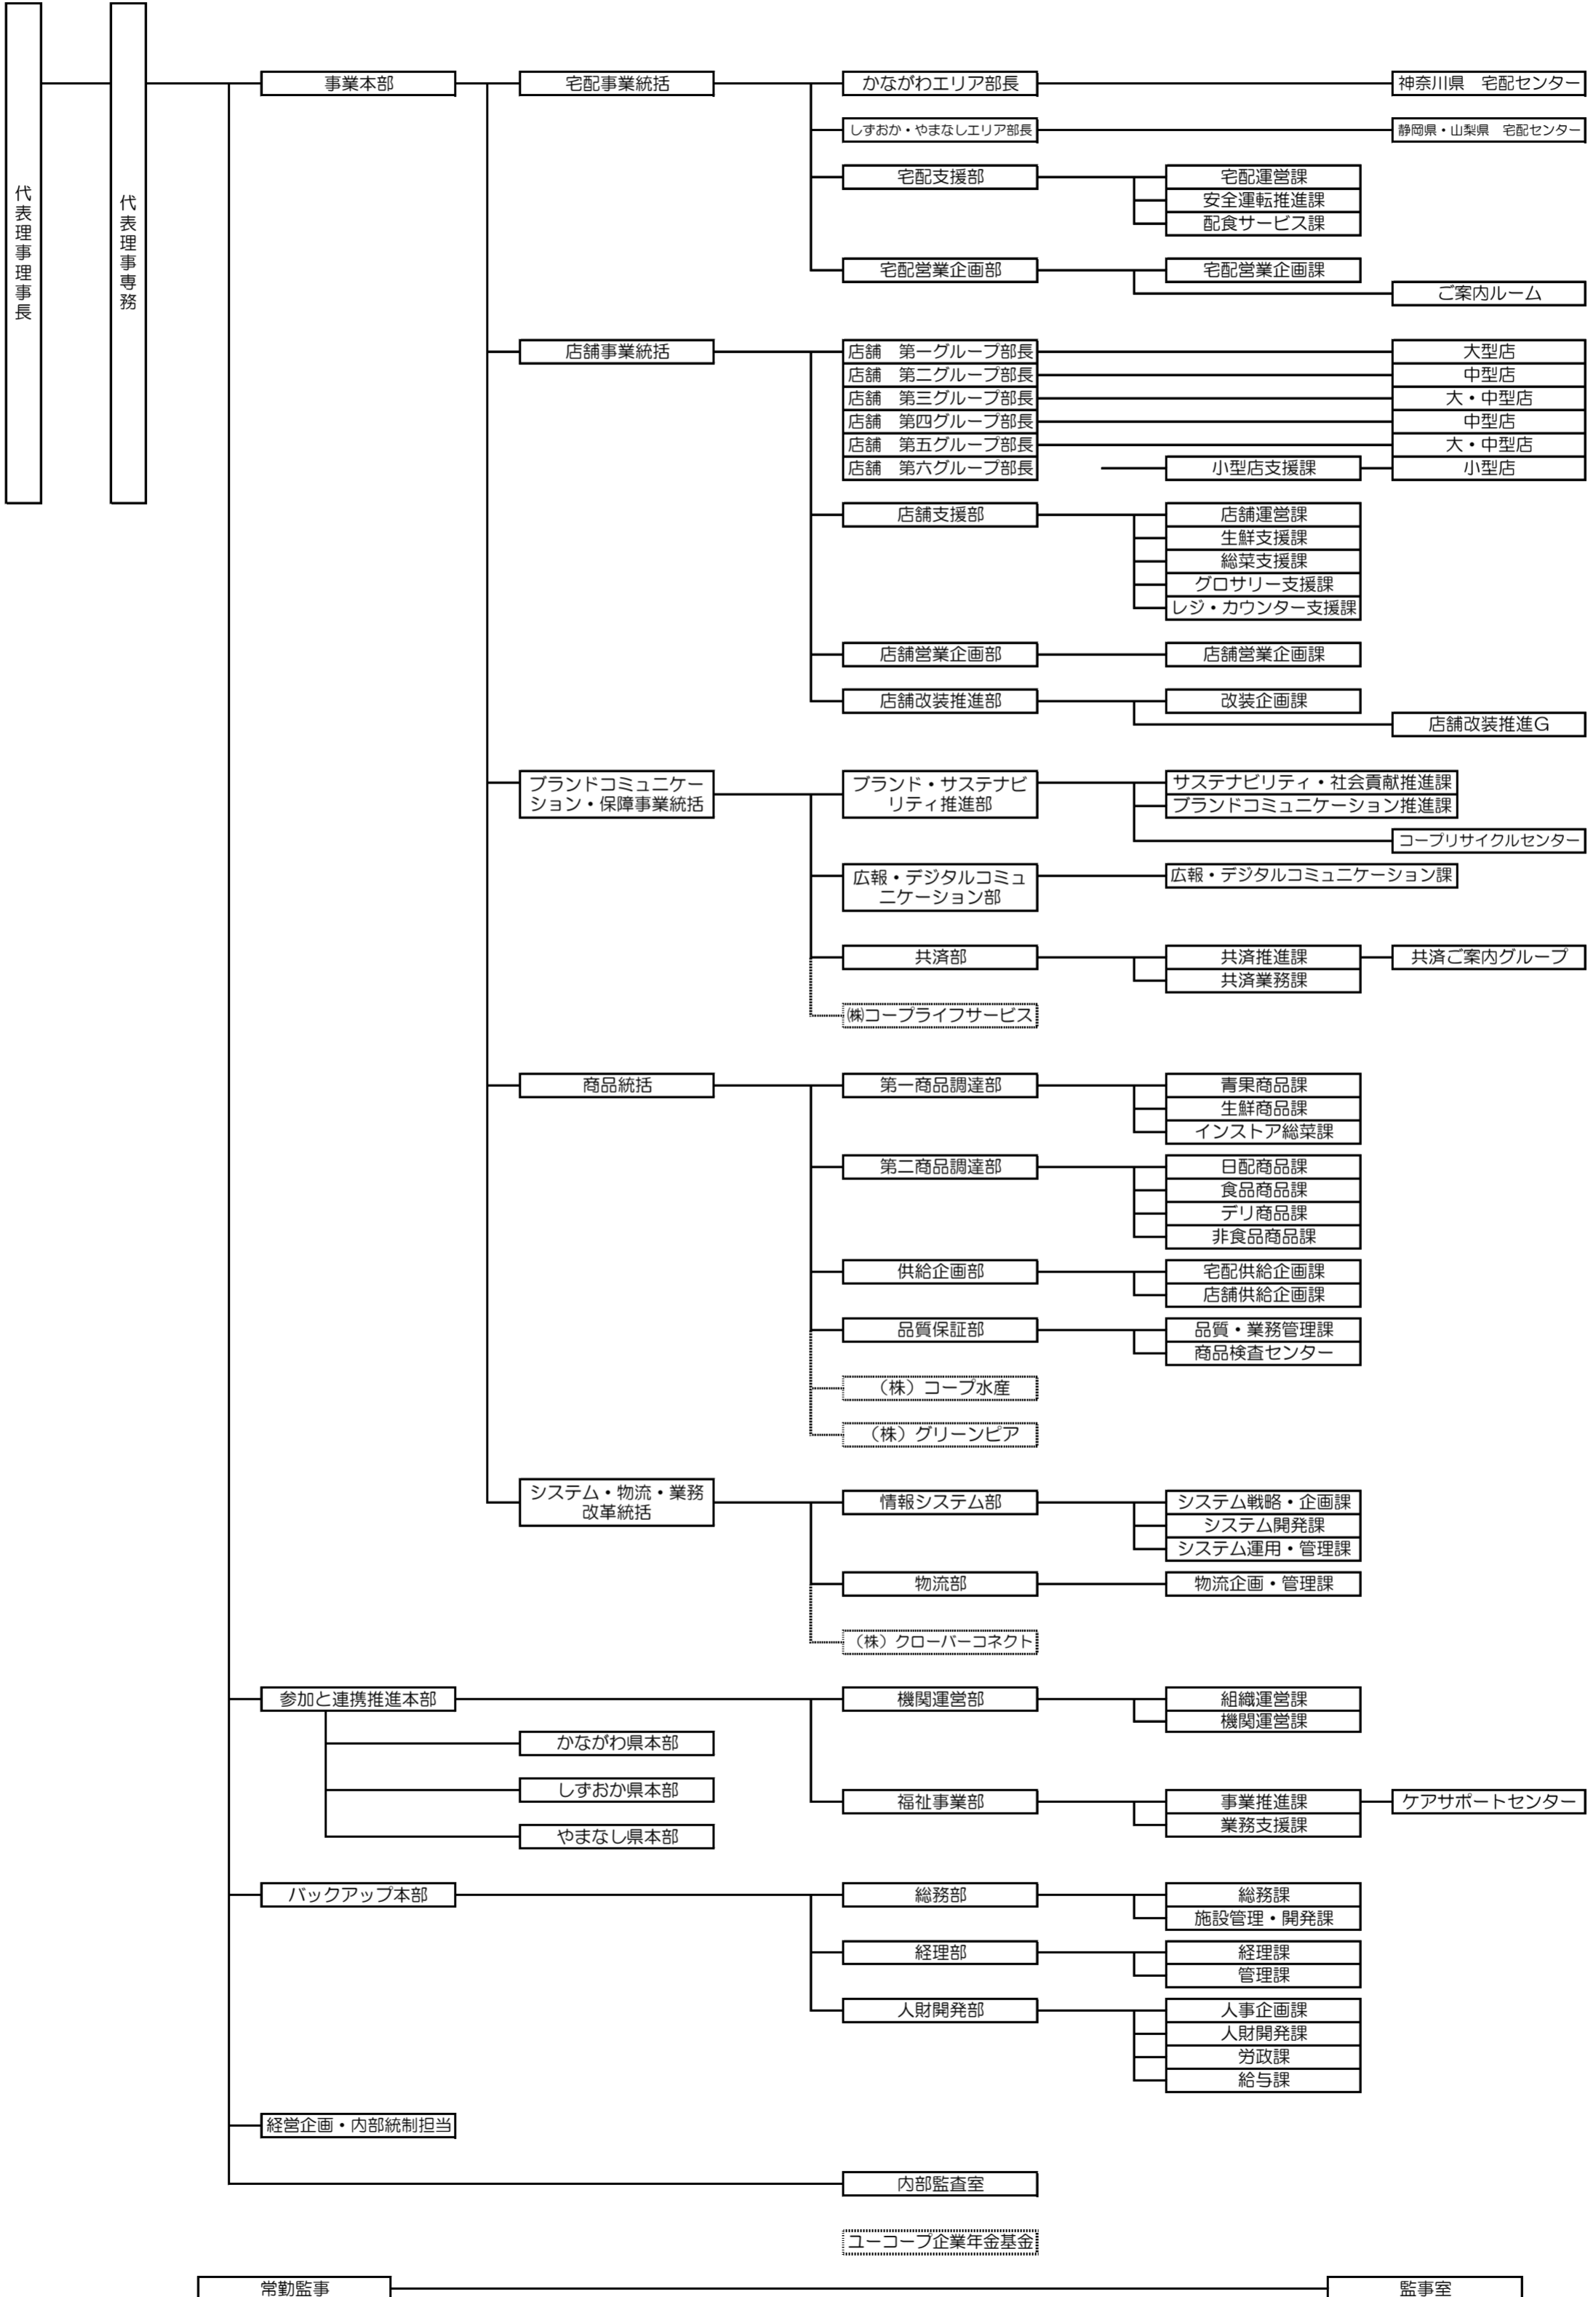 代表理事理事長
代表理事専務
事業本部
宅配事業統括
かながわエリア部長
神奈川県　宅配センター
しずおか・やまなしエリア部長
静岡県・山梨県　宅配センター
宅配支援部
宅配運営課
安全運転推進課
配食サービス課
宅配営業企画部
宅配営業企画課
ご案内ルーム
店舗事業統括
店舗　第一グループ部長
大型店
店舗　第二グループ部長
中型店
店舗　第三グループ部長
大・中型店
店舗　第四グループ部長
中型店
店舗　第五グループ部長
大・中型店
店舗　第六グループ部長
小型店支援課
小型店
店舗支援部
店舗運営課
生鮮支援課
総菜支援課
グロサリー支援課
レジ・カウンター支援課
店舗営業企画部
店舗営業企画課
店舗改装推進部
改装企画課
店舗改装推進G
ブランドコミュニケー
ション・保障事業統括
ブランド・サステナビ
リティ推進部
サステナビリティ・社会貢献推進課
ブランドコミュニケーション推進課
コープリサイクルセンター
広報・デジタルコミュ
ニケーション部
広報・デジタルコミュニケーション課
共済部
共済推進課
共済ご案内グループ
共済業務課
㈱コープライフサービス
商品統括
第一商品調達部
青果商品課
生鮮商品課
インストア総菜課
第二商品調達部
日配商品課
食品商品課
デリ商品課
非食品商品課
供給企画部
宅配供給企画課
店舗供給企画課
品質保証部
品質・業務管理課
商品検査センター
（株）コープ水産
（株）グリーンピア
システム・物流・業務
改革統括
情報システム部
システム戦略・企画課
システム開発課
システム運用・管理課
物流部
物流企画・管理課
（株）クローバーコネクト
参加と連携推進本部
機関運営部
組織運営課
機関運営課
かながわ県本部
しずおか県本部
福祉事業部
事業推進課
ケアサポートセンター
業務支援課
やまなし県本部
バックアップ本部
総務部
総務課
施設管理・開発課
経理部
経理課
管理課
人財開発部
人事企画課
人財開発課
労政課
給与課
経営企画・内部統制担当
内部監査室
ユーコープ企業年金基金
常勤監事
監事室